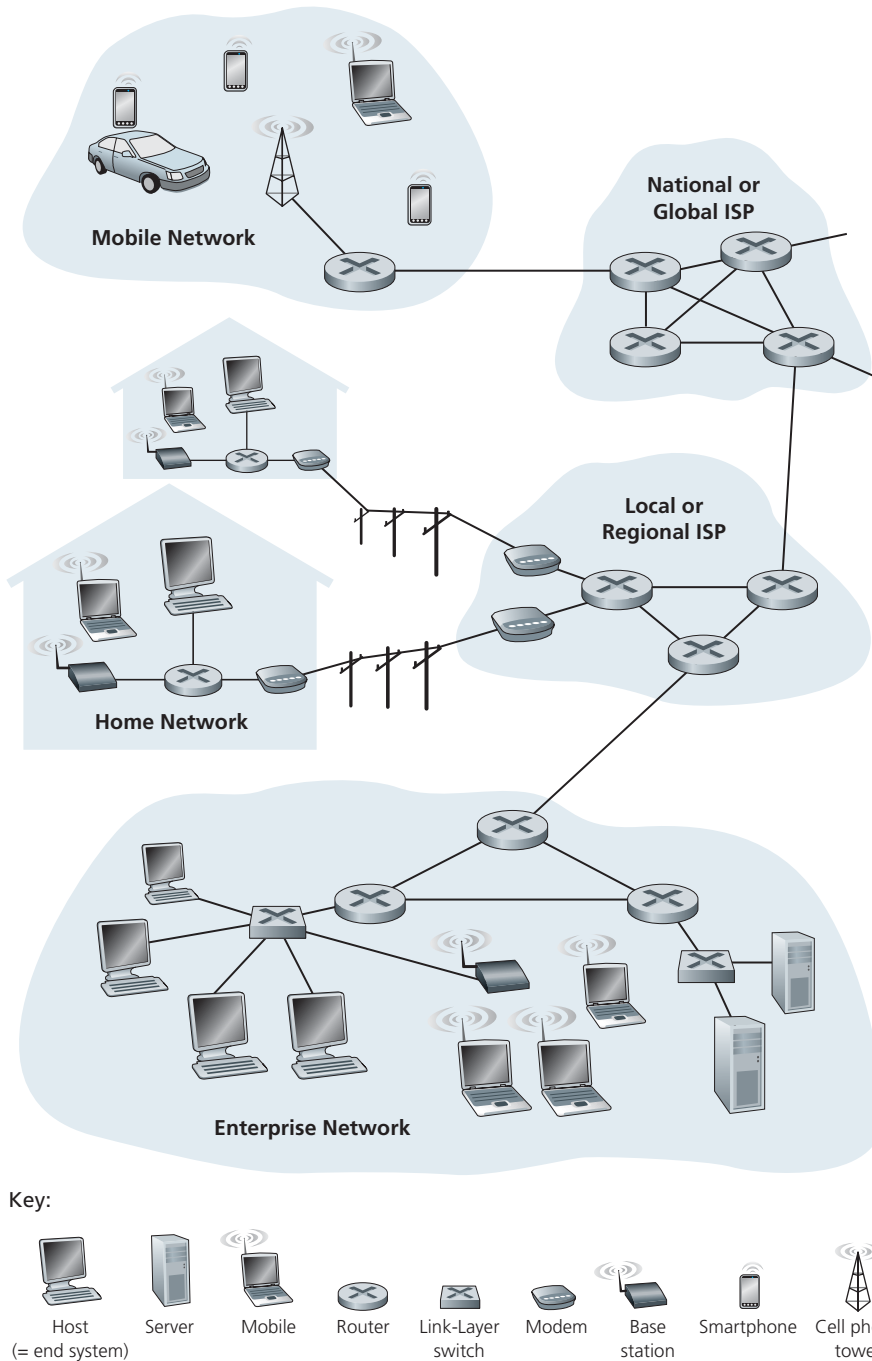 National or
Global ISP
Mobile Network
Local or
Regional ISP
Home Network
Enterprise Network
Key:
Host
(= end system)
Server
Mobile
Router
Link-Layer
switch
Modem
Base
station
Smartphone
Cell